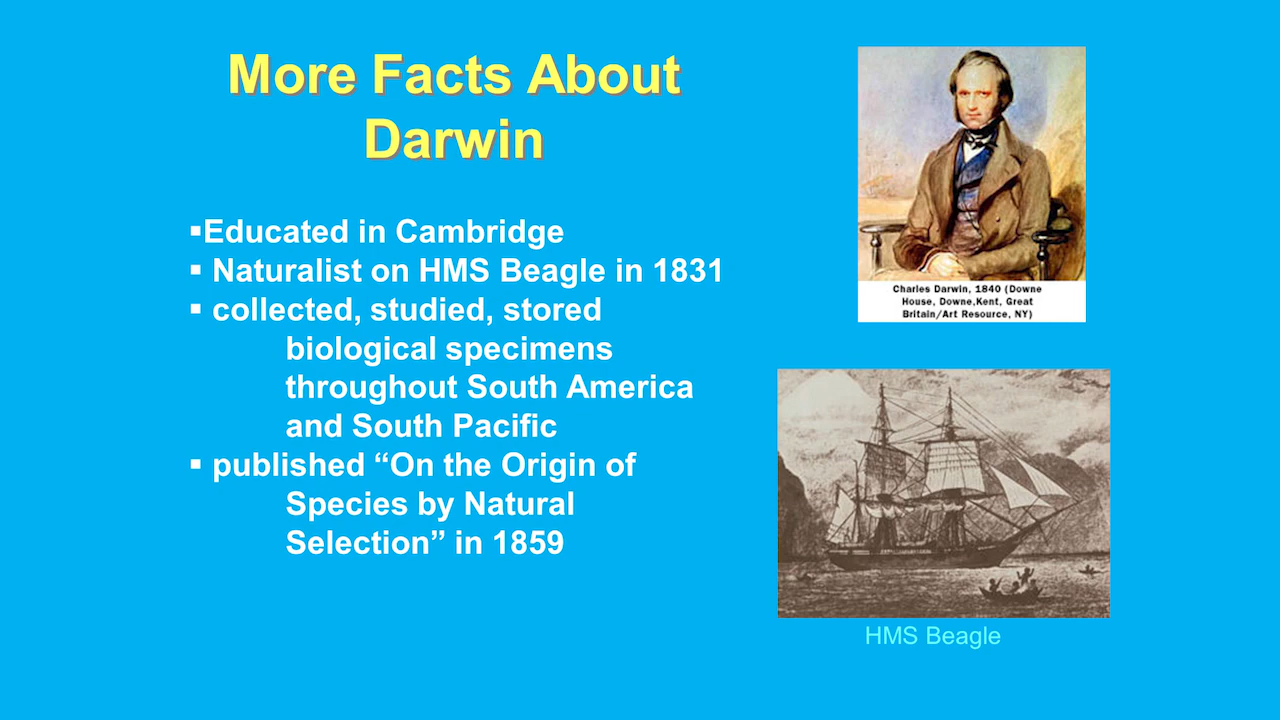 More Facts About
Darwin
▪Educated in Cambridge
▪ Naturalist on HMS Beagle in 1831
▪ collected, studied, stored
biological specimens
throughout South America
and South Pacific
▪ published “On the Origin of
Species by Natural
Selection” in 1859
Charles Darwin, 1840 (Downe
House, Downe,Kent, Great
Britain/Art Resource, NY)
HMS Beagle